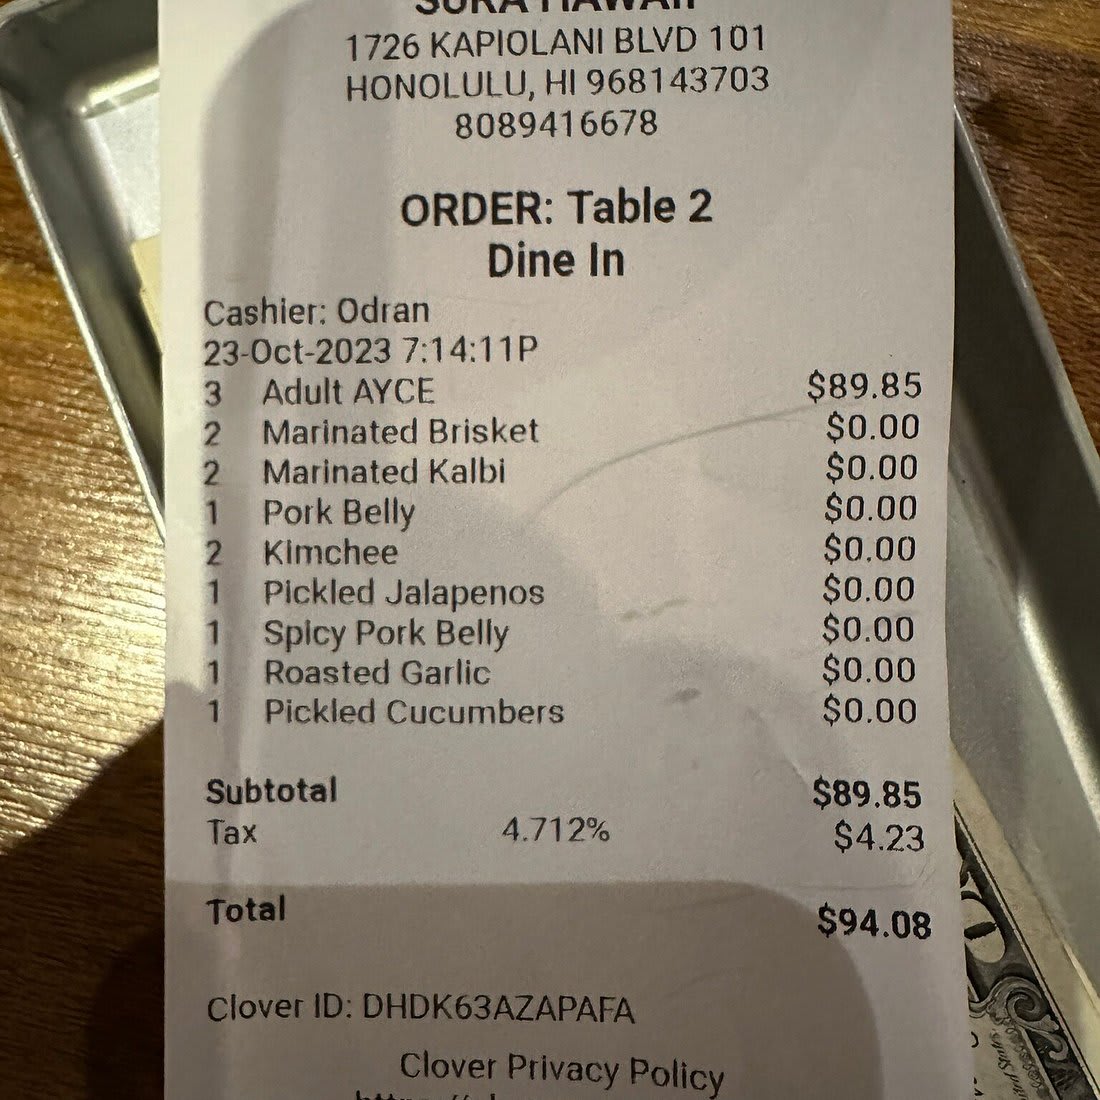 SURA HAWAII
1726 KAPIOLANI BLVD 101
HONOLULU, HI 968143703
8089416678
ORDER: Table 2
Dine In
Cashier: Odran
23-Oct-2023 7:14:11P
3 Adult AYCE $89.85
2 Marinated Brisket $0.00
2 Marinated Kalbi $0.00
1 Pork Belly $0.00
2 Kimchee $0.00
1 Pickled Jalapenos $0.00
1 Spicy Pork Belly $0.00
1 Roasted Garlic $0.00
1 Pickled Cucumbers $0.00
Subtotal $89.85
Tax 4.712% $4.23
Total $94.08
Clover ID: DHDK63AZAPAFA
Clover Privacy Policy